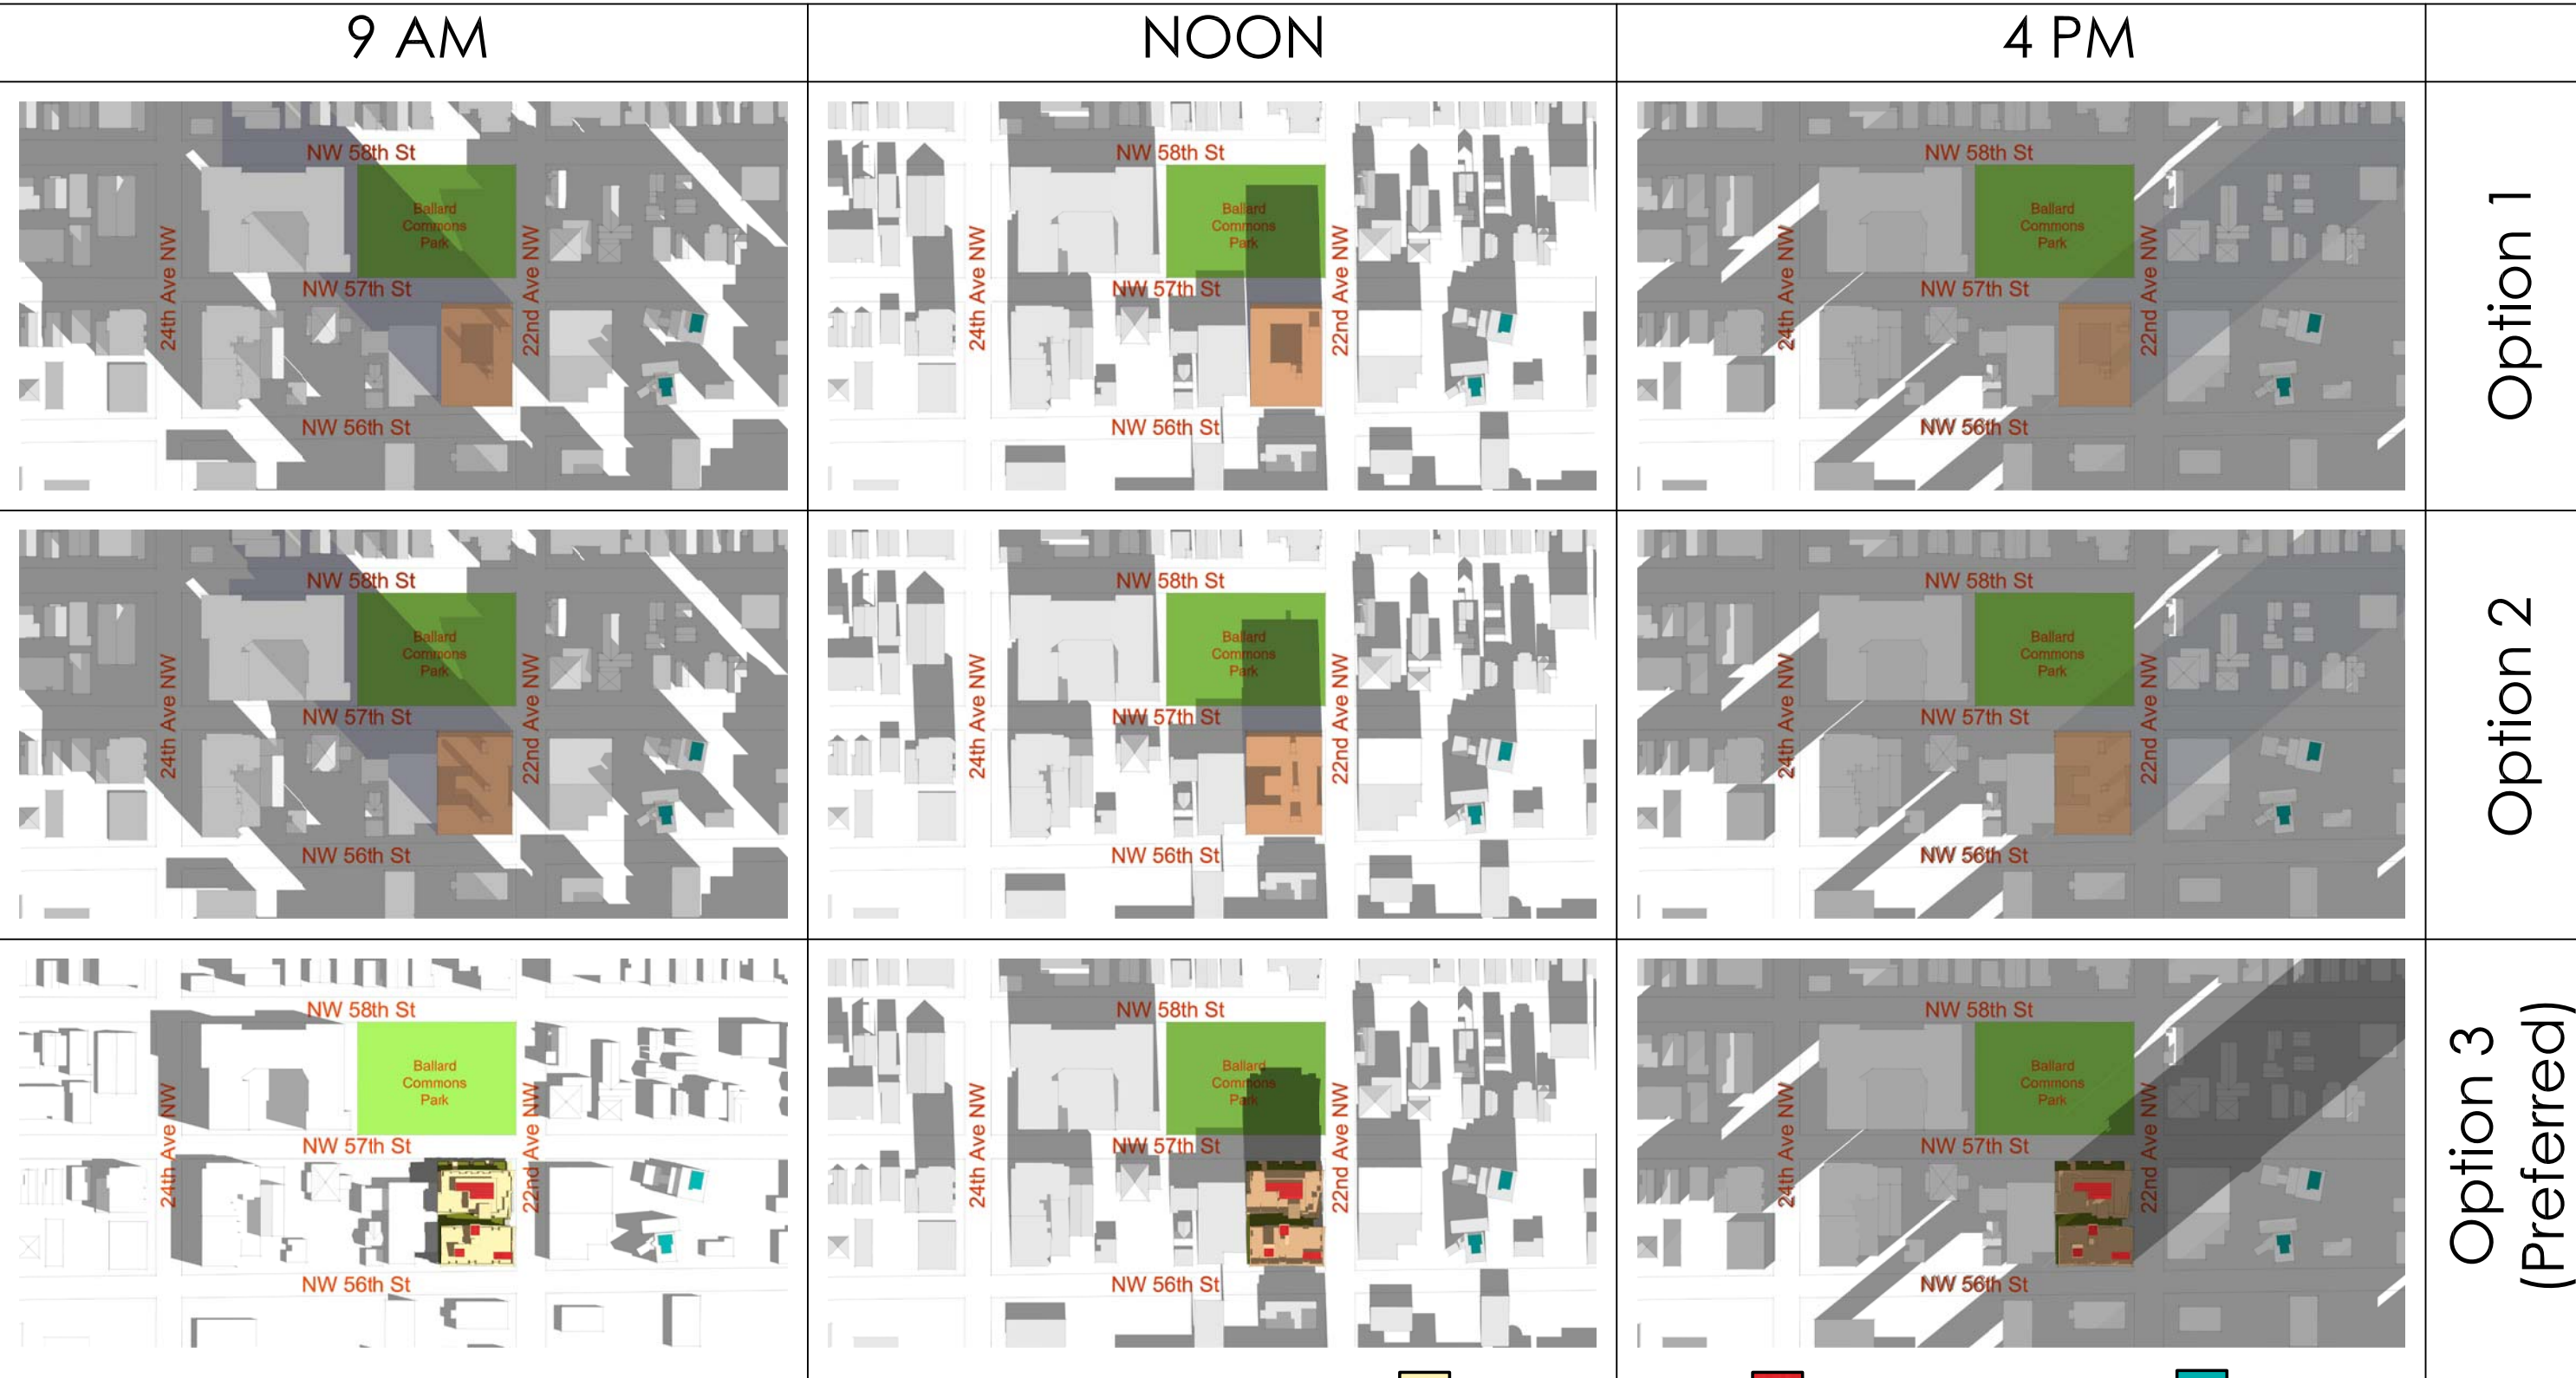 9 AM
NOON
4 PM
NW 58th St
Ballard
Commons
Park
24th Ave NW
22nd Ave NW
NW 57th St
NW 56th St
NW 58th St
Ballard
Commons
Park
24th Ave NW
22nd Ave NW
NW 57th St
NW 56th St
NW 58th St
Ballard
Commons
Park
24th Ave NW
22nd Ave NW
NW 57th St
NW 56th St
Option 1
NW 58th St
Ballard
Commons
Park
24th Ave NW
22nd Ave NW
NW 57th St
NW 56th St
NW 58th St
Ballard
Commons
Park
24th Ave NW
22nd Ave NW
NW 57th St
NW 56th St
NW 58th St
Ballard
Commons
Park
24th Ave NW
22nd Ave NW
NW 57th St
NW 56th St
Option 2
NW 58th St
Ballard
Commons
Park
24th Ave NW
22nd Ave NW
NW 57th St
NW 56th St
NW 58th St
Ballard
Commons
Park
24th Ave NW
22nd Ave NW
NW 57th St
NW 56th St
NW 58th St
Ballard
Commons
Park
24th Ave NW
22nd Ave NW
NW 57th St
NW 56th St
Option 3
(Preferred)